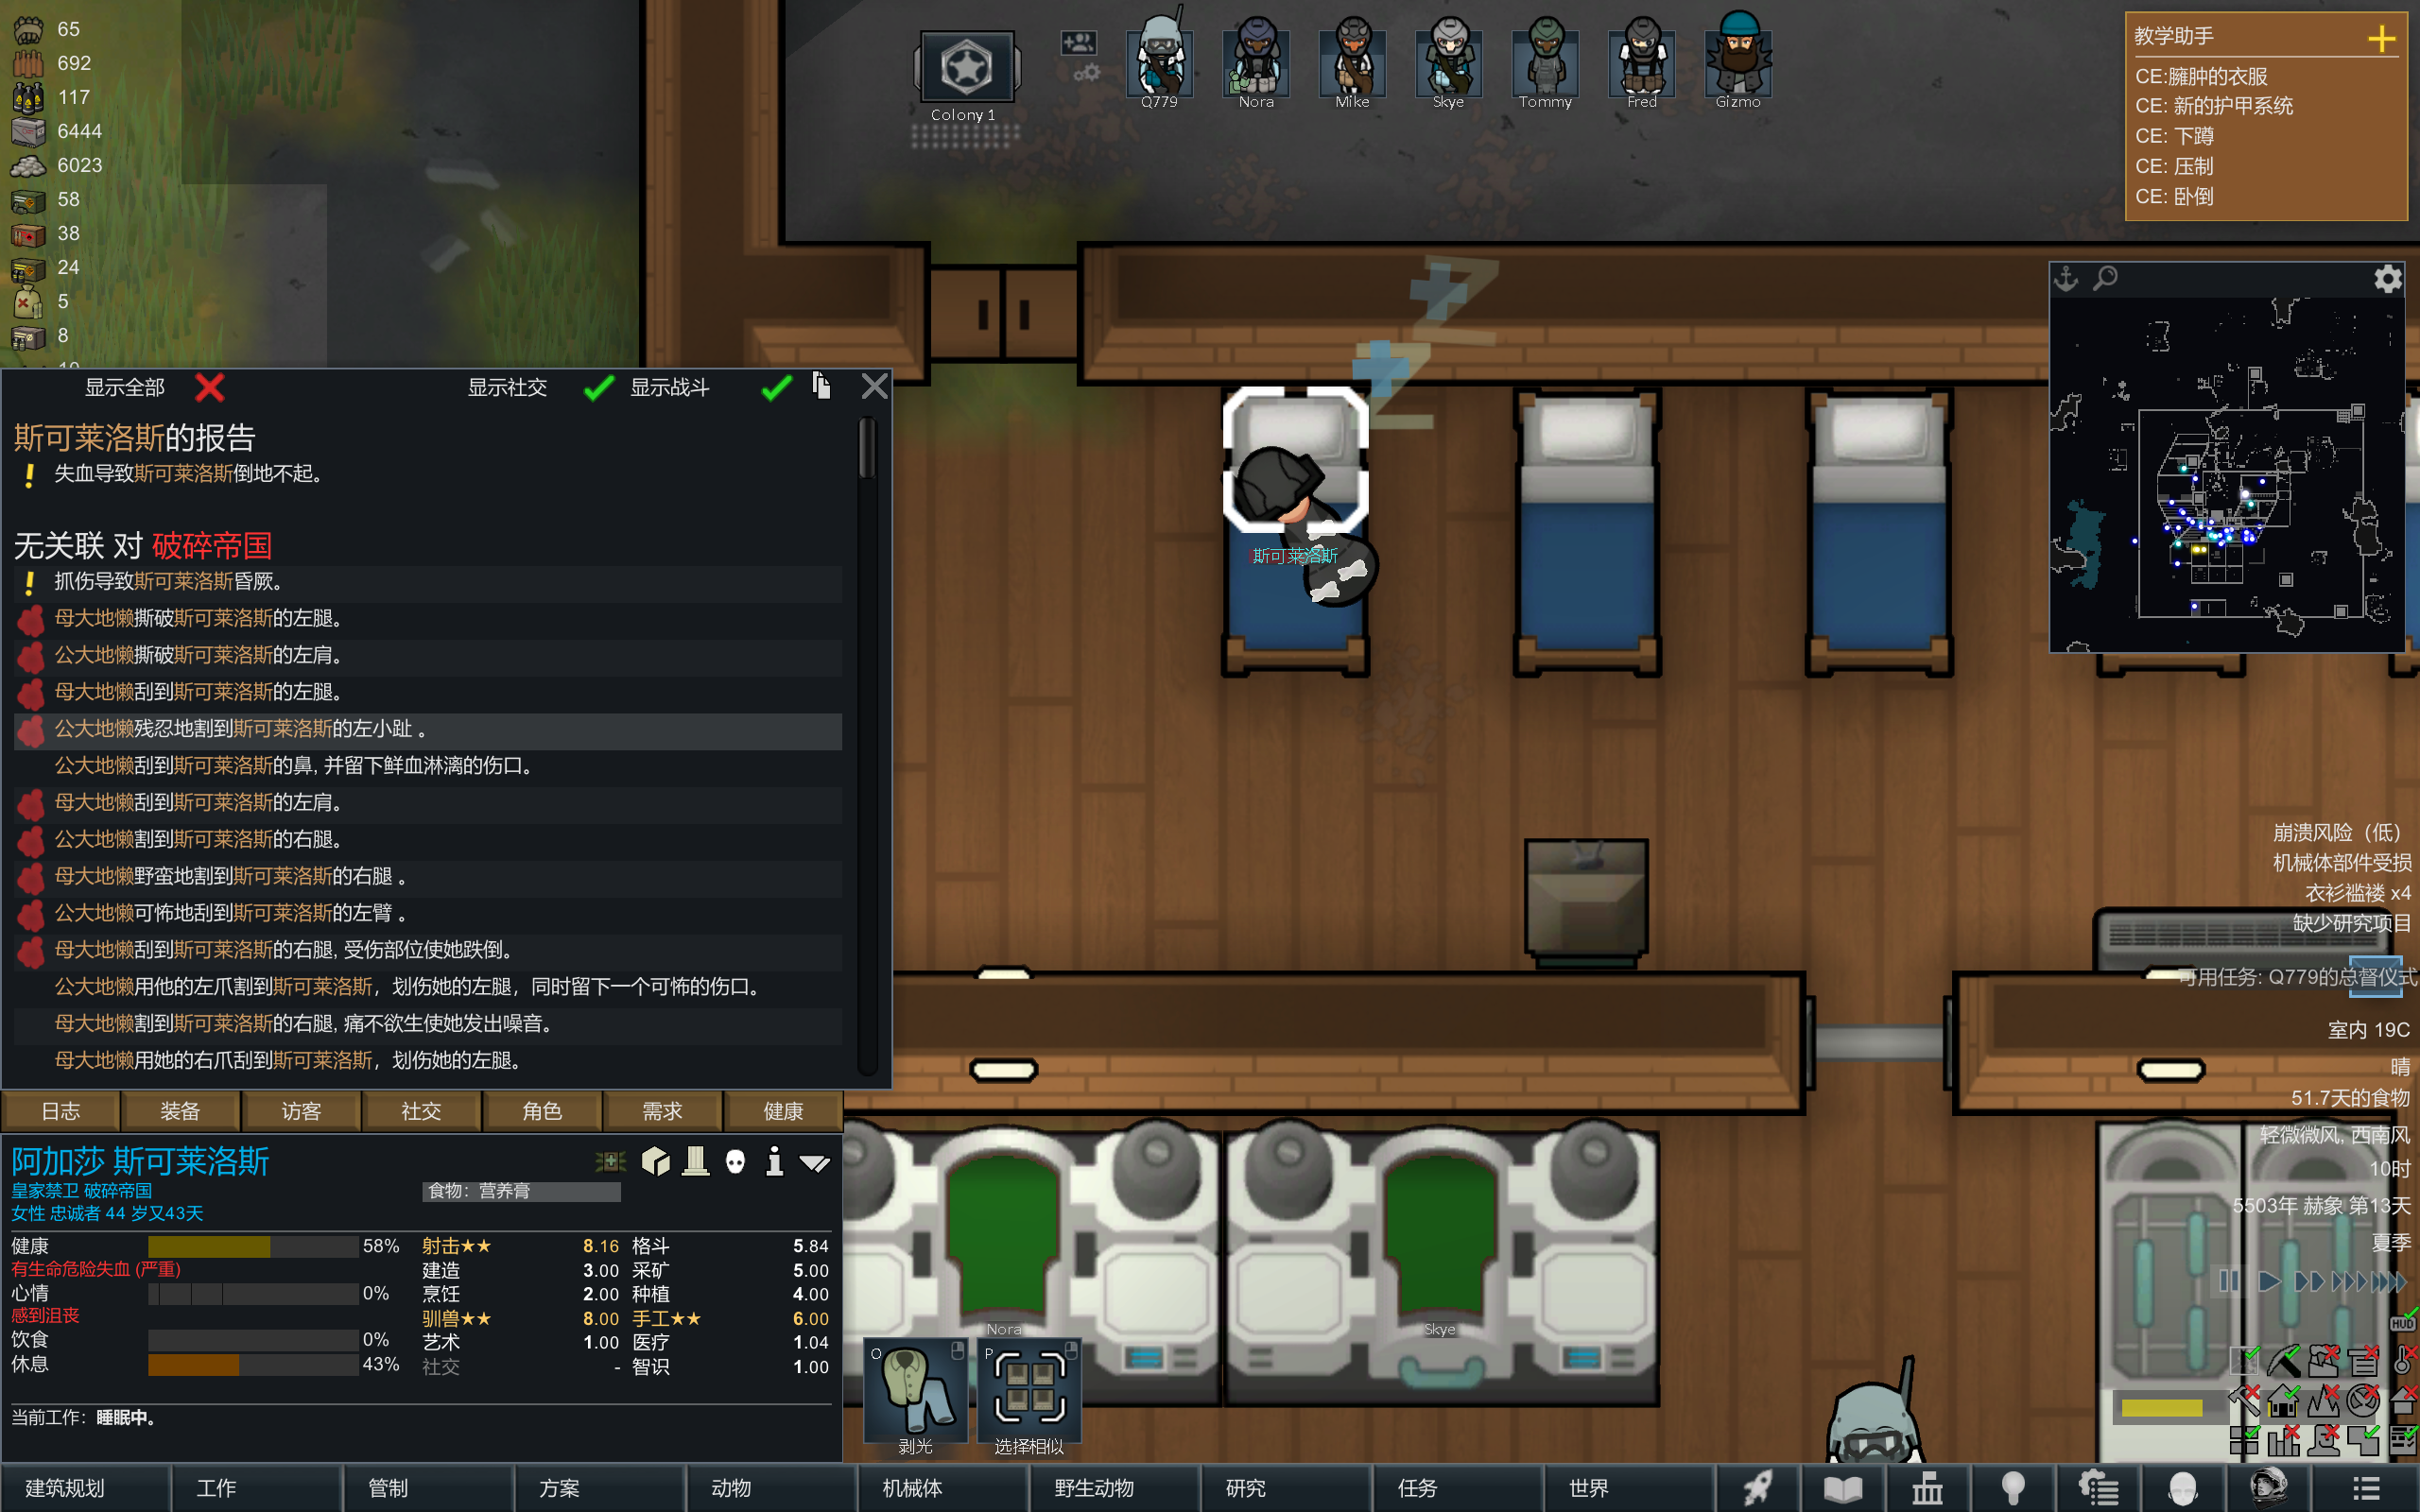 65
692
117
6444
6023
58
38
24
5
8
Colony 1
Q779
Nora
Mike
Skye
Tommy
Fred
Gizmo
教学助手
CE:臃肿的衣服
CE: 新的护甲系统
CE: 下蹲
CE: 压制
CE: 卧倒
显示全部
显示社交
显示战斗
斯可莱洛斯的报告
失血导致斯可莱洛斯倒地不起。
无关联 对 破碎帝国
抓伤导致斯可莱洛斯昏厥。
母大地懒撕破斯可莱洛斯的左腿。
公大地懒撕破斯可莱洛斯的左肩。
母大地懒刮到斯可莱洛斯的左腿。
公大地懒残忍地割到斯可莱洛斯的左小趾 。
公大地懒刮到斯可莱洛斯的鼻, 并留下鲜血淋漓的伤口。
母大地懒刮到斯可莱洛斯的左肩。
公大地懒割到斯可莱洛斯的右腿。
母大地懒野蛮地割到斯可莱洛斯的右腿 。
公大地懒可怖地刮到斯可莱洛斯的左臂 。
母大地懒刮到斯可莱洛斯的右腿, 受伤部位使她跌倒。
公大地懒用他的左爪割到斯可莱洛斯，划伤她的左腿，同时留下一个可怖的伤口。
母大地懒割到斯可莱洛斯的右腿, 痛不欲生使她发出噪音。
母大地懒用她的右爪刮到斯可莱洛斯，划伤她的左腿。
斯可莱洛斯
Z
Z
日志
装备
访客
社交
角色
需求
健康
阿加莎 斯可莱洛斯
皇家禁卫 破碎帝国
女性 忠诚者 44 岁又43天
食物：营养膏
健康 58%
有生命危险失血 (严重)
心情 0%
感到沮丧
饮食 0%
休息 43%
射击★★ 8.16 格斗 5.84
建造 3.00 采矿 5.00
烹饪 2.00 种植 4.00
驯兽★★ 8.00 手工★★ 6.00
艺术 1.00 医疗 1.04
社交 - 智识 1.00
当前工作：睡眠中。
O
剥光
P
选择相似
Nora
Skye
崩溃风险（低）
机械体部件受损
衣衫褴褛 x4
缺少研究项目
可用任务: Q779的总督仪式
室内 19C
晴
51.7天的食物
轻微微风, 西南风
10时
5503年 赫象 第13天
夏季
HUD
建筑规划
工作
管制
方案
动物
机械体
野生动物
研究
任务
世界